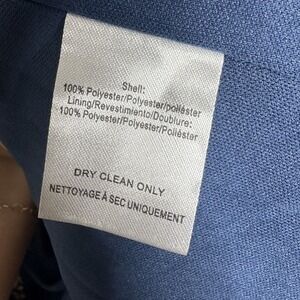 Shell:
100% Polyester/Polyester/poliéster
Lining/Revestimiento/Doublure:
100% Polyester/Polyester/Poliéster
DRY CLEAN ONLY
NETTOYAGE À SEC UNIQUEMENT